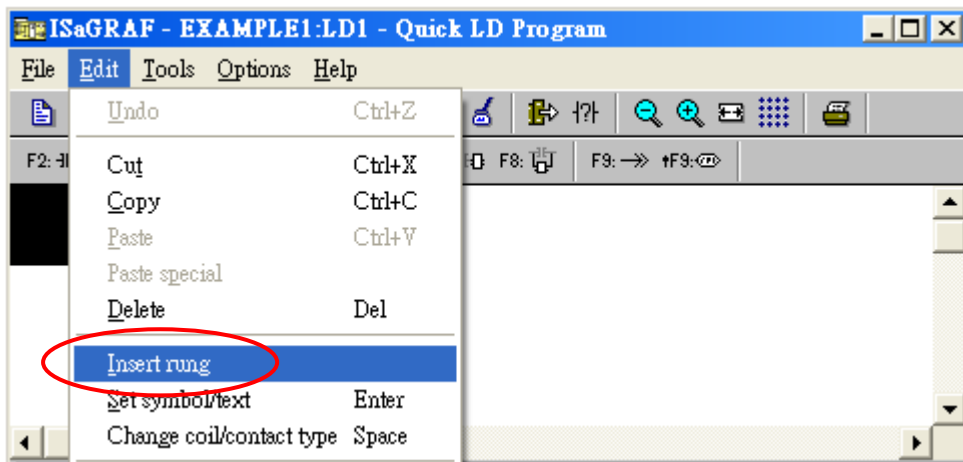 ISaGRAF - EXAMPLE1:LD1 - Quick LD Program
File Edit Tools Options Help
Undo Ctrl+Z
F2: F8: F9: F9:
Cut Ctrl+X
Copy Ctrl+C
Paste Ctrl+V
Paste special
Delete Del
Insert rung
Set symbol/text Enter
Change coil/contact type Space